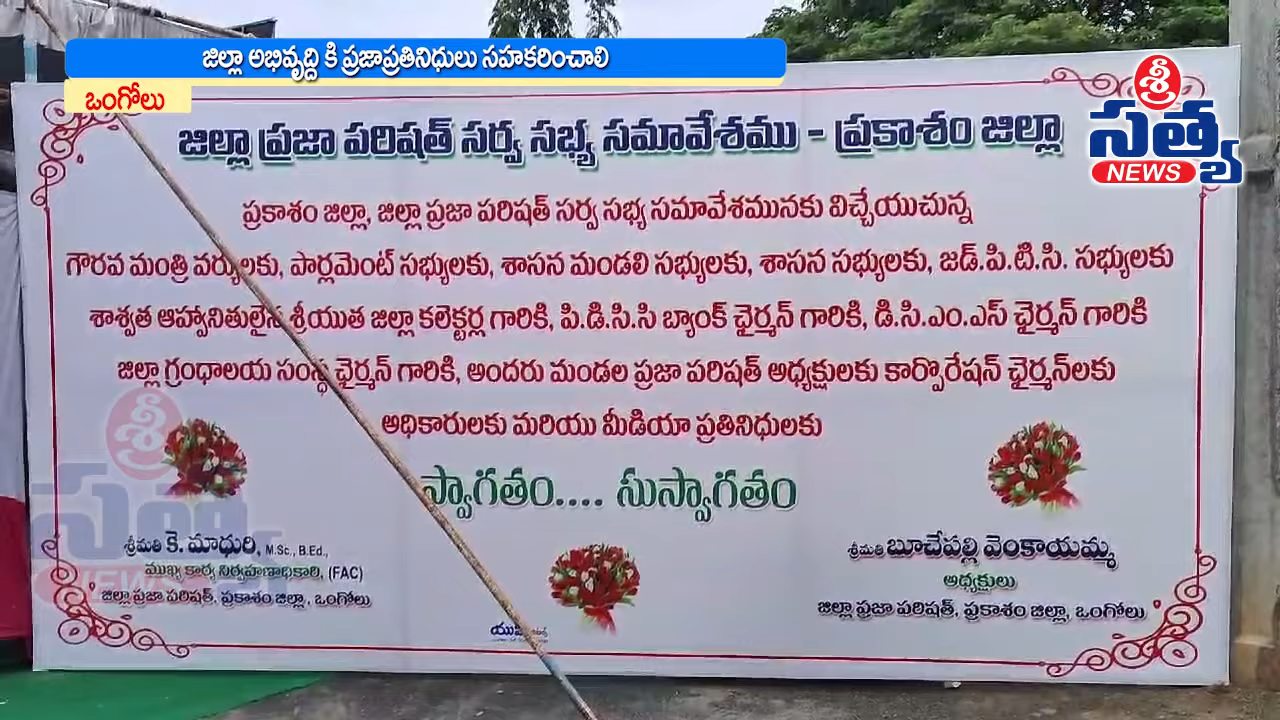 జిల్లా అభివృద్ది కి ప్రజాప్రతినిధులు సహకరించాలి
ఒంగోలు
శ్రీ
సత్య
NEWS
జిల్లా ప్రజా పరిషత్ సర్వ సభ్య సమావేశము - ప్రకాశం జిల్లా
ప్రకాశం జిల్లా, జిల్లా ప్రజా పరిషత్ సర్వ సభ్య సమావేశమునకు విచ్చేయుచున్న
గౌరవ మంత్రి వర్యులకు, పార్లమెంట్ సభ్యులకు, శాసన మండలి సభ్యులకు, శాసన సభ్యులకు, జడ్.పి.టి.సి. సభ్యులకు
శాశ్వత ఆహ్వానితులైన శ్రీయుత జిల్లా కలెక్టర్ల గారికి, పి.డి.సి.సి బ్యాంక్ ఛైర్మన్ గారికి, డి.సి.ఎం.ఎస్ ఛైర్మన్ గారికి
జిల్లా గ్రంధాలయ సంస్థ ఛైర్మన్ గారికి, అందరు మండల ప్రజా పరిషత్ అధ్యక్షులకు కార్పొరేషన్ ఛైర్మన్‌లకు
అధికారులకు మరియు మీడియా ప్రతినిధులకు
స్వాగతం.... సుస్వాగతం
శ్రీ
సత్య
NEWS
శ్రీమతి కె. మాధురి, M.Sc., B.Ed.,
ముఖ్య కార్య నిర్వహణాధికారి, (FAC)
జిల్లా ప్రజా పరిషత్, ప్రకాశం జిల్లా, ఒంగోలు
శ్రీమతి బూచేపల్లి వెంకాయమ్మ
అధ్యక్షులు
జిల్లా ప్రజా పరిషత్, ప్రకాశం జిల్లా, ఒంగోలు